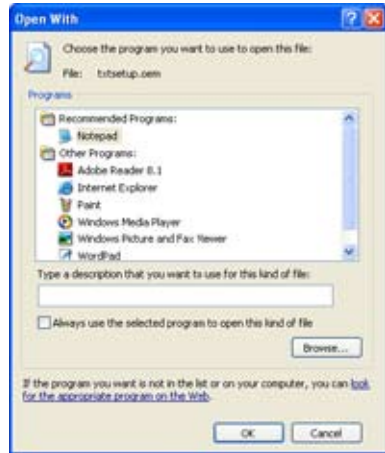 Open With
Choose the program you want to use to open this file:
File: txtsetup.oem
Programs
Recommended Programs:
Notepad
Other Programs:
Adobe Reader 8.1
Internet Explorer
Paint
Windows Media Player
Windows Picture and Fax Viewer
WordPad
Type a description that you want to use for this kind of file:
Always use the selected program to open this kind of file
Browse...
If the program you want is not in the list or on your computer, you can look
for the appropriate program on the Web.
OK Cancel